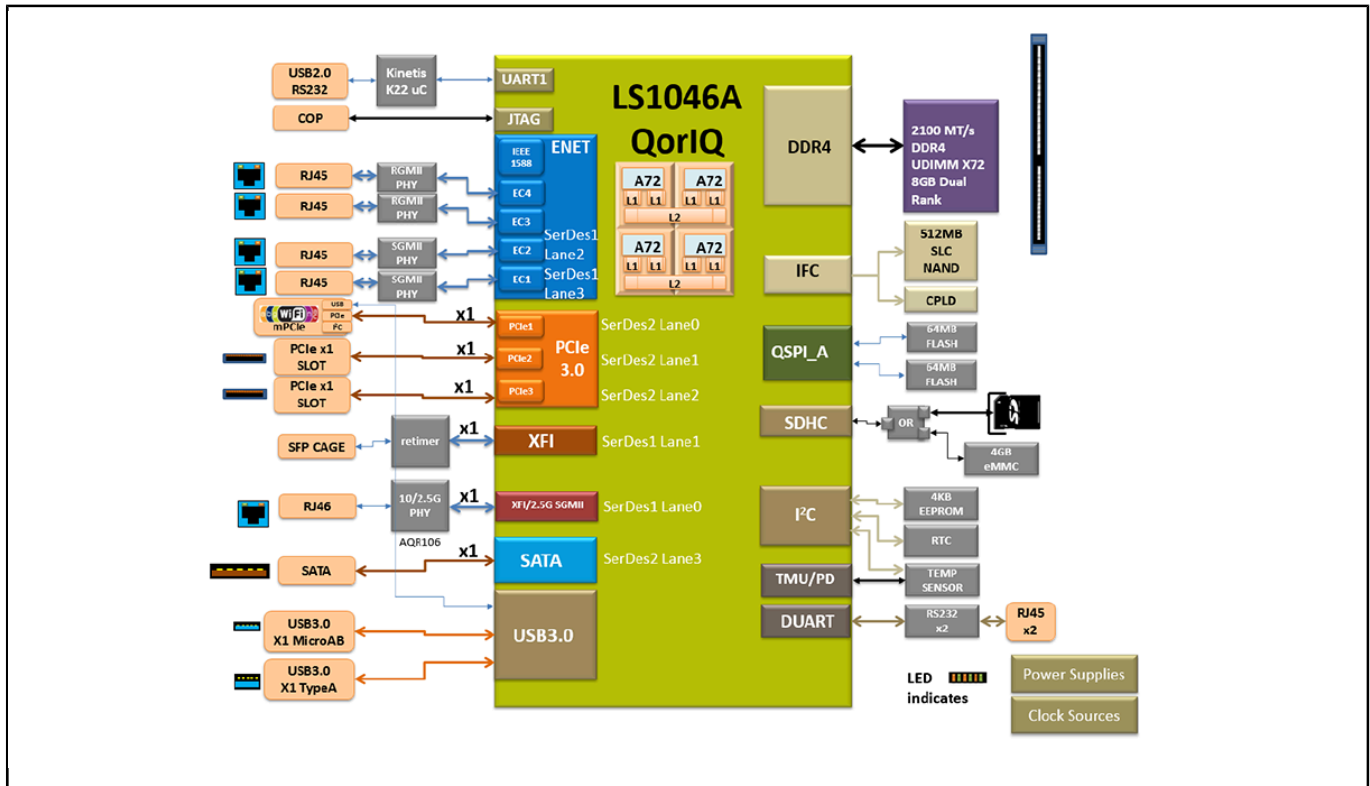 USB2.0
RS232
Kinetis
K22 uC
UART1
COP
JTAG
LS1046A
QorIQ
IEEE
1588
ENET
EC4
EC3
EC2
EC1
SerDes1
Lane2
SerDes1
Lane3
RJ45
RGMII
PHY
RJ45
RGMII
PHY
RJ45
SGMII
PHY
RJ45
SGMII
PHY
A72
A72
L1
L1
L1
L1
L2
A72
A72
L1
L1
L1
L1
L2
WiFi
mPCIe
USB
PCIe
I²C
x1
PCIe1
SerDes2 Lane0
PCIe x1
SLOT
x1
PCIe2
SerDes2 Lane1
PCIe x1
SLOT
x1
PCIe3
SerDes2 Lane2
PCIe
3.0
SFP CAGE
retimer
x1
XFI
SerDes1 Lane1
RJ46
10/2.5G
PHY
AQR106
x1
XFI/2.5G SGMII
SerDes1 Lane0
SATA
x1
SATA
SerDes2 Lane3
USB3.0
X1 MicroAB
USB3.0
X1 TypeA
USB3.0
DDR4
2100 MT/s
DDR4
UDIMM X72
8GB Dual
Rank
IFC
512MB
SLC
NAND
CPLD
QSPI_A
64MB
FLASH
64MB
FLASH
SDHC
OR
4GB
eMMC
I²C
4KB
EEPROM
RTC
TMU/PD
TEMP
SENSOR
DUART
RS232
x2
RJ45
x2
LED
indicates
Power Supplies
Clock Sources